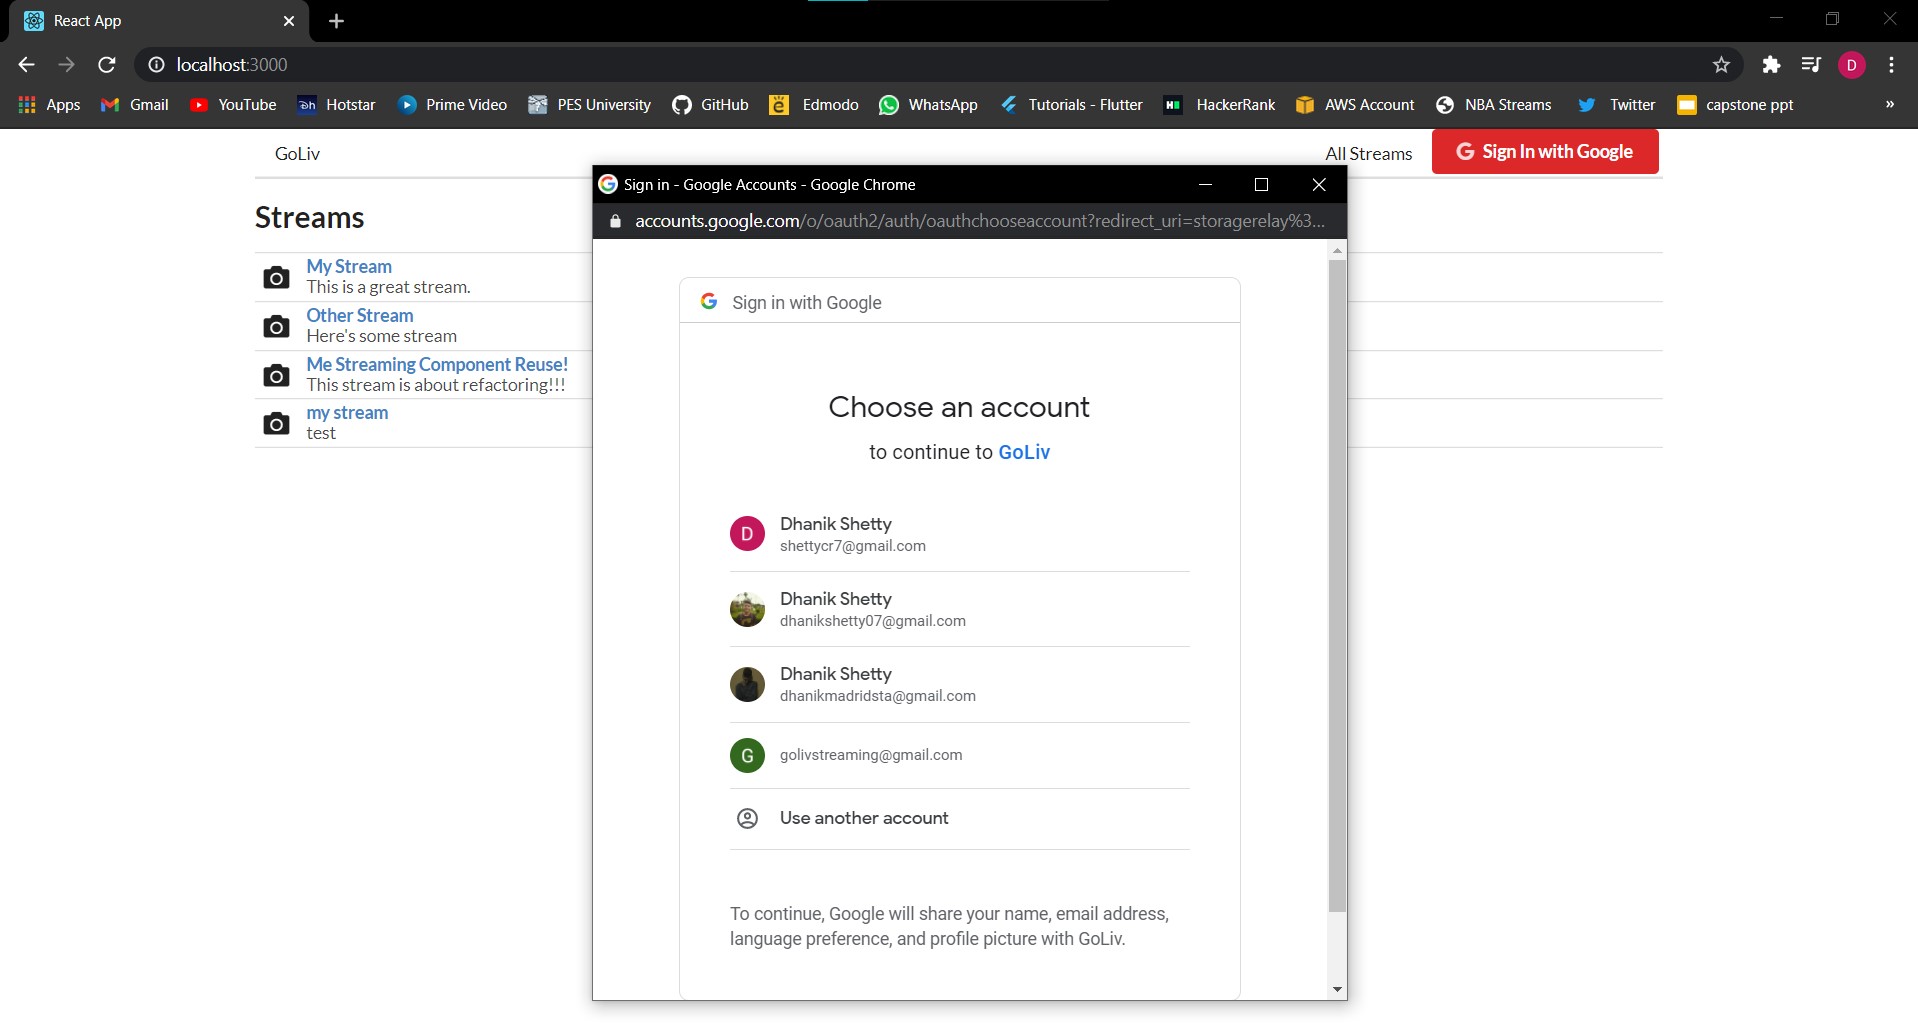 React App
localhost:3000
Apps
Gmail
YouTube
Hotstar
Prime Video
PES University
GitHub
Edmodo
WhatsApp
Tutorials - Flutter
HackerRank
AWS Account
NBA Streams
Twitter
capstone ppt
»
D
GoLiv
All Streams
Sign In with Google
Streams
My Stream
This is a great stream.
Other Stream
Here's some stream
Me Streaming Component Reuse!
This stream is about refactoring!!!
my stream
test
Sign in - Google Accounts - Google Chrome
accounts.google.com/o/oauth2/auth/oauthchooseaccount?redirect_uri=storagerelay%3...
Sign in with Google
Choose an account
to continue to GoLiv
D
Dhanik Shetty
shettycr7@gmail.com
Dhanik Shetty
dhanikshetty07@gmail.com
Dhanik Shetty
dhanikmadridsta@gmail.com
G
golivstreaming@gmail.com
Use another account
To continue, Google will share your name, email address,
language preference, and profile picture with GoLiv.